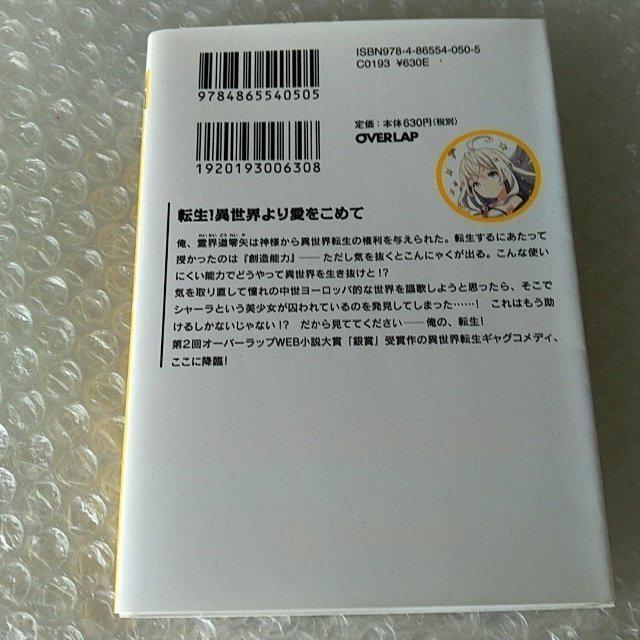 ISBN978-4-86554-050-5
C0193 ¥630E
9784865540505
定価：本体630円(税別)
OVERLAP
1920193006308
転生!異世界より愛をこめて
れいかいどうれいや
俺、霊界道零矢は神様から異世界転生の権利を与えられた。転生するにあたって
授かったのは『創造能力』――ただし気を抜くとこんにゃくが出る。こんな使い
にくい能力でどうやって異世界を生き抜けと!?
気を取り直して憧れの中世ヨーロッパ的な世界を謳歌しようと思ったら、そこで
シャーラという美少女が囚われているのを発見してしまった……! これはもう助
けるしかないじゃない!? だから見ててください――俺の、転生!
第2回オーバーラップWEB小説大賞「銀賞」受賞作の異世界転生ギャグコメディ、
ここに降臨!